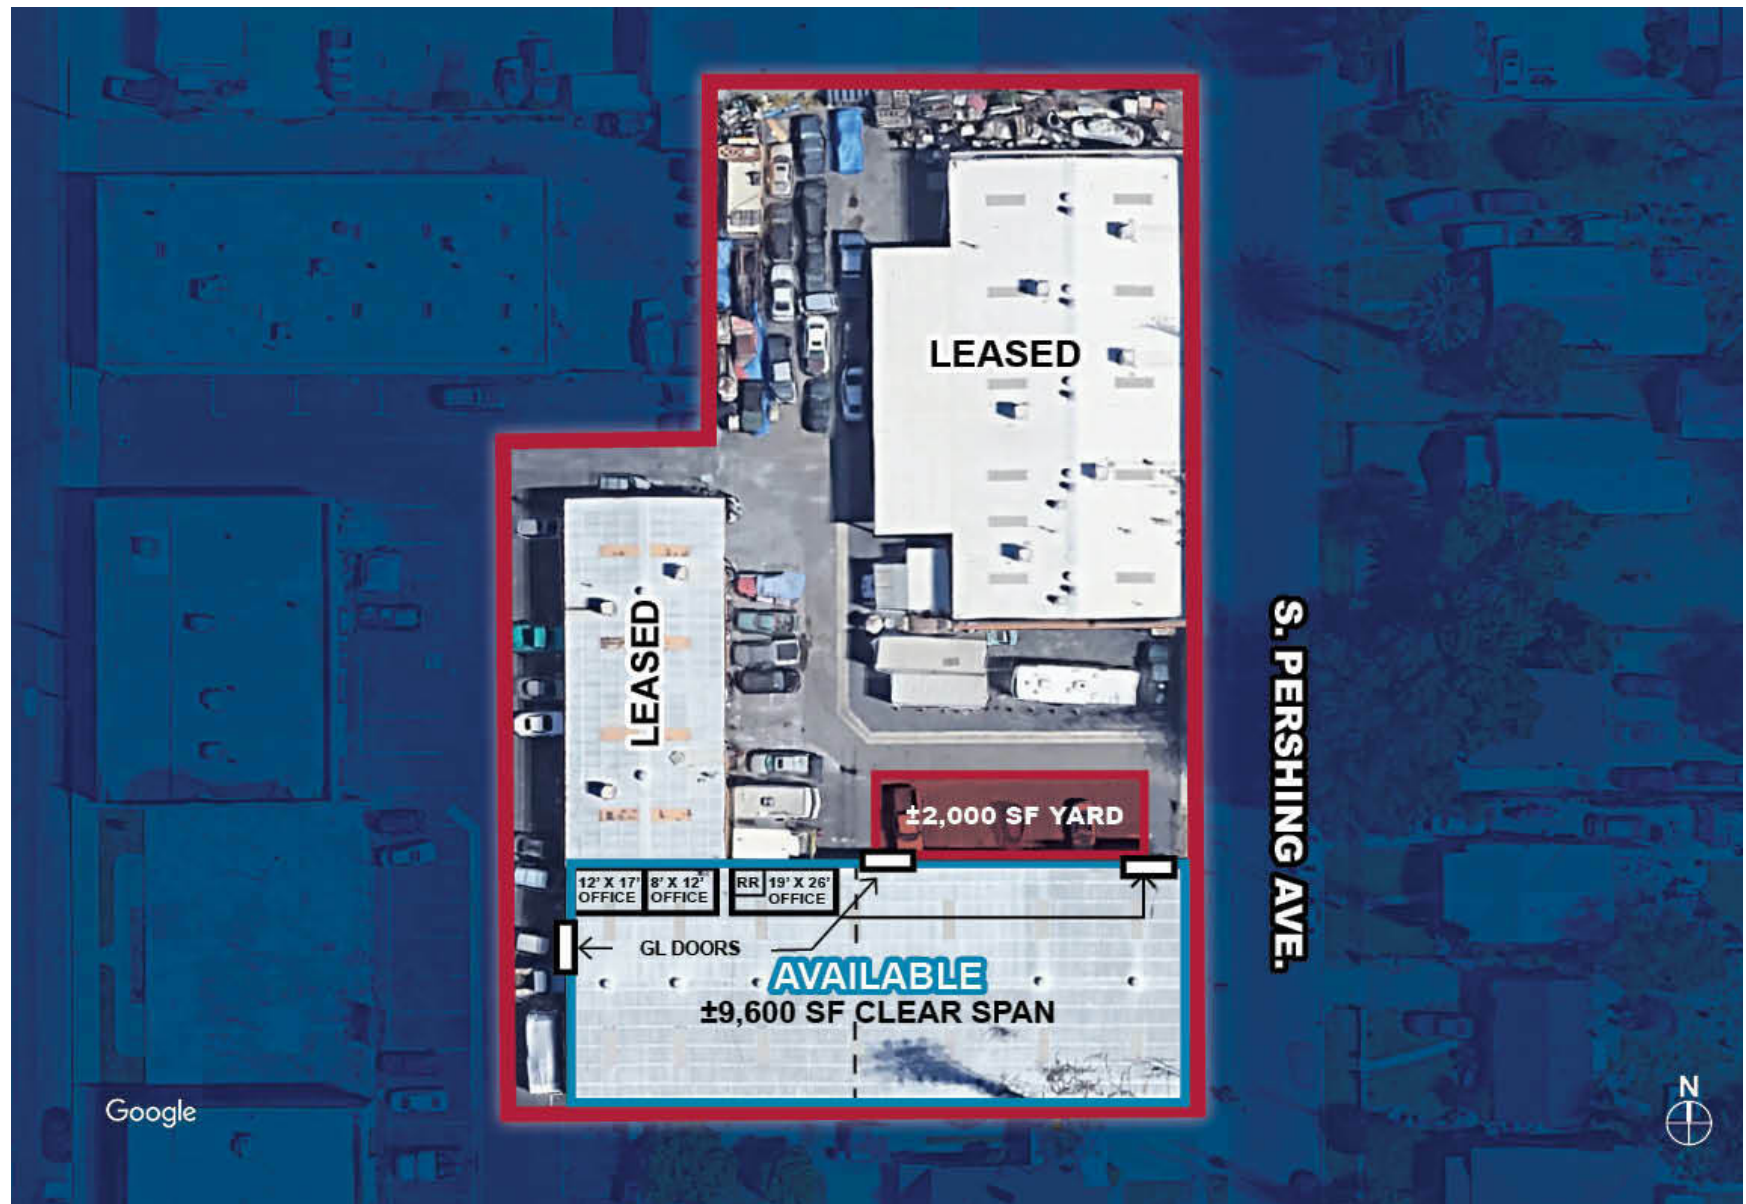 LEASED
LEASED
S. PERSHING AVE.
±2,000 SF YARD
12' X 17'
OFFICE
8' X 12'
OFFICE
RR
19' X 26'
OFFICE
GL DOORS
AVAILABLE
±9,600 SF CLEAR SPAN
Google
N